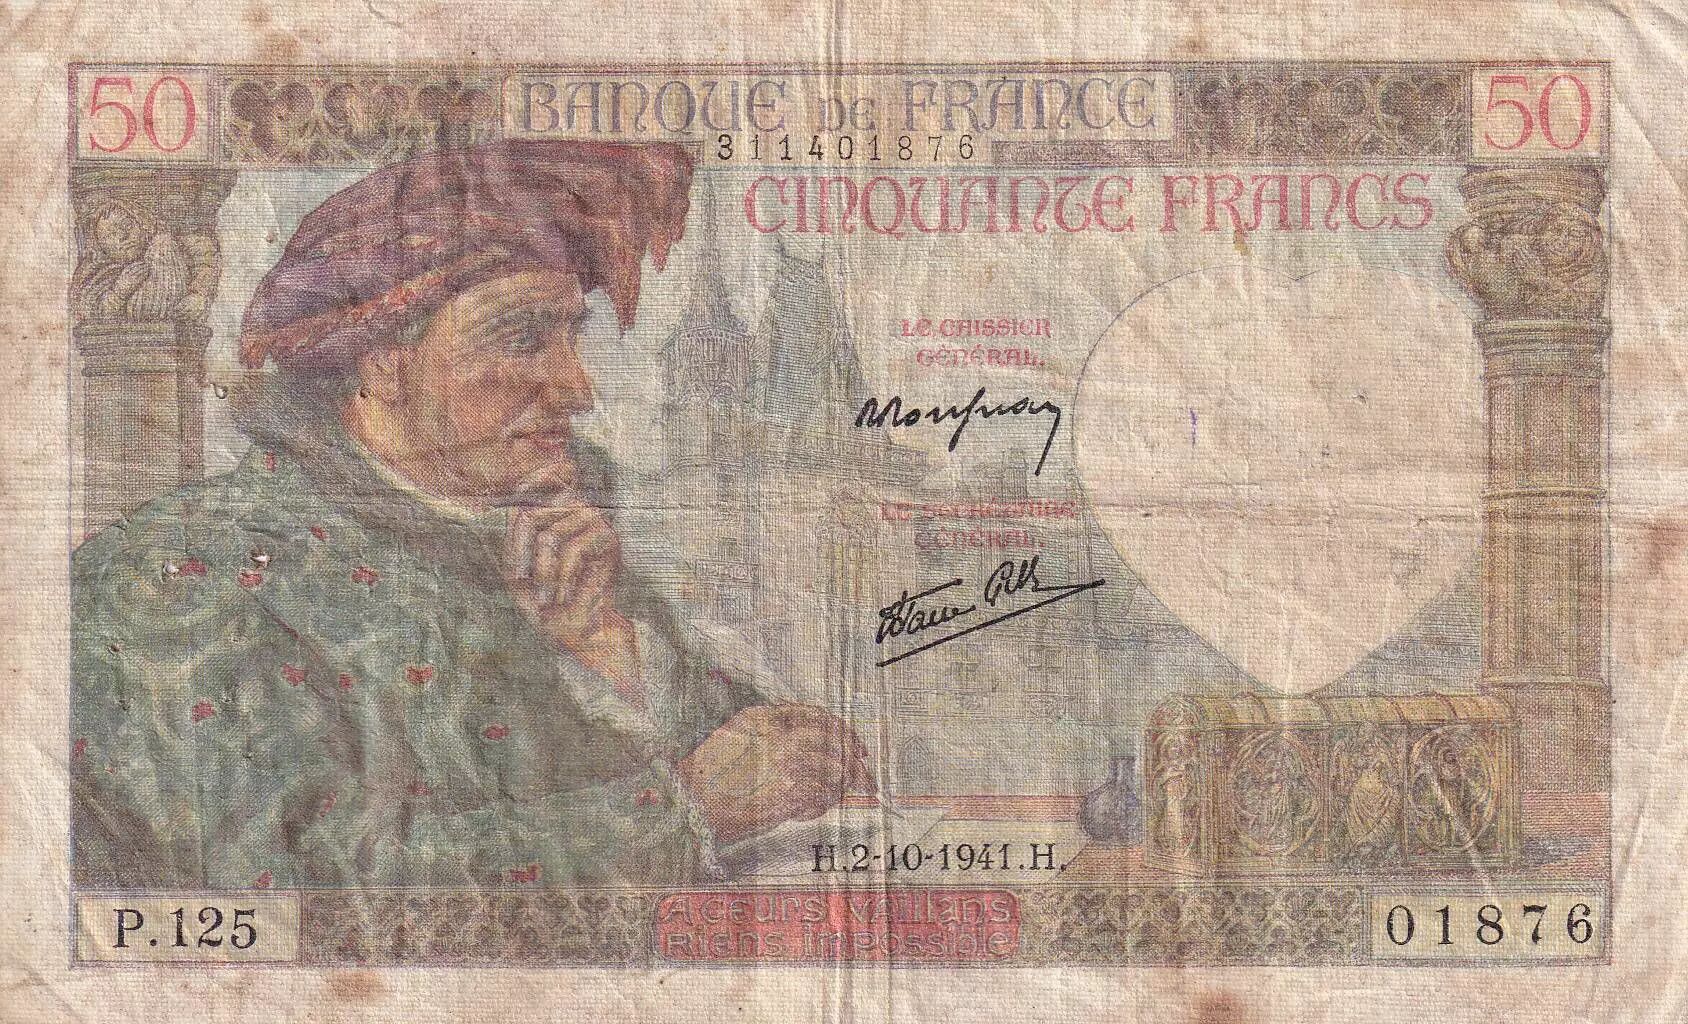 50 BANQUE DE FRANCE 50
311401876
CINQUANTE FRANCS
LE CAISSIER
GÉNÉRAL.
LE SECRÉTAIRE
GÉNÉRAL.
H.2-10-1941.H.
P.125
A CEURS VAILLANS
RIENS IMPOSSIBLE
01876